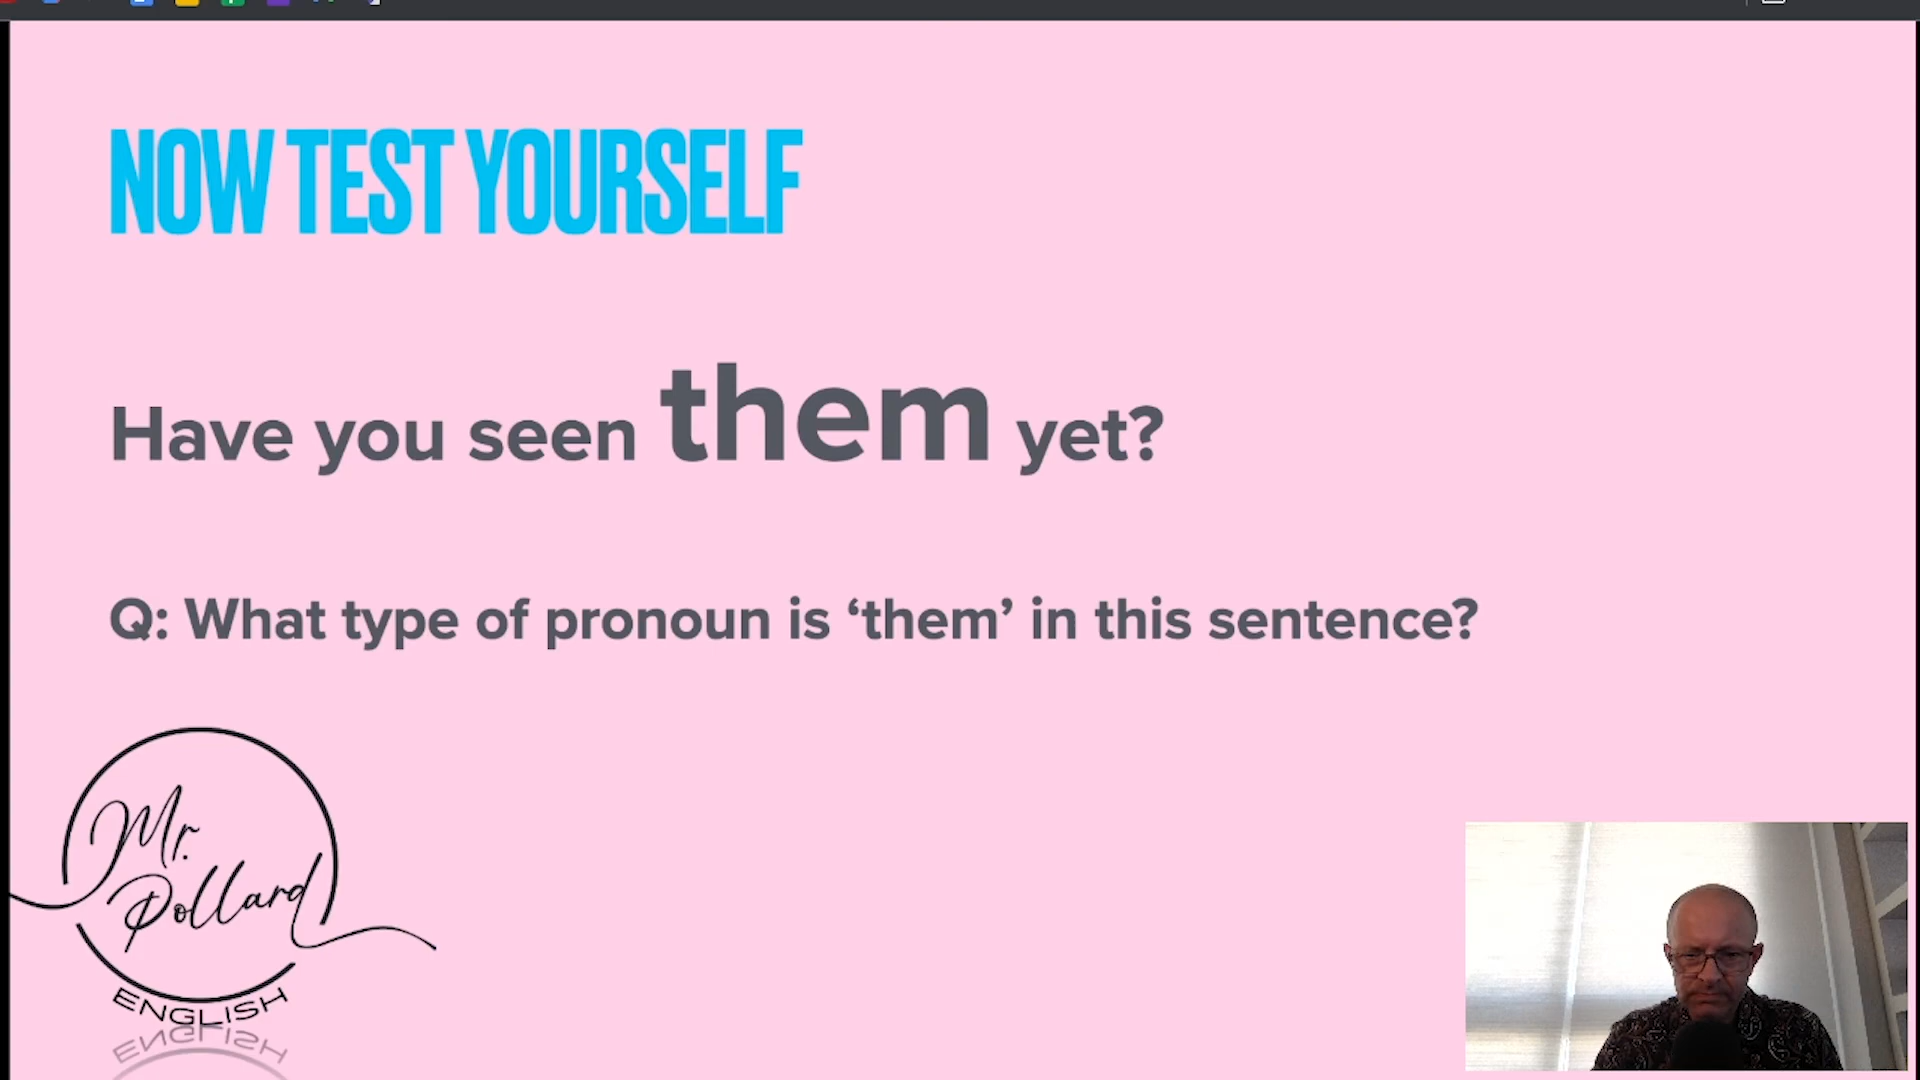 NOW TEST YOURSELF
Have you seen them yet?
Q: What type of pronoun is ‘them’ in this sentence?
Mr.
Pollard
ENGLISH